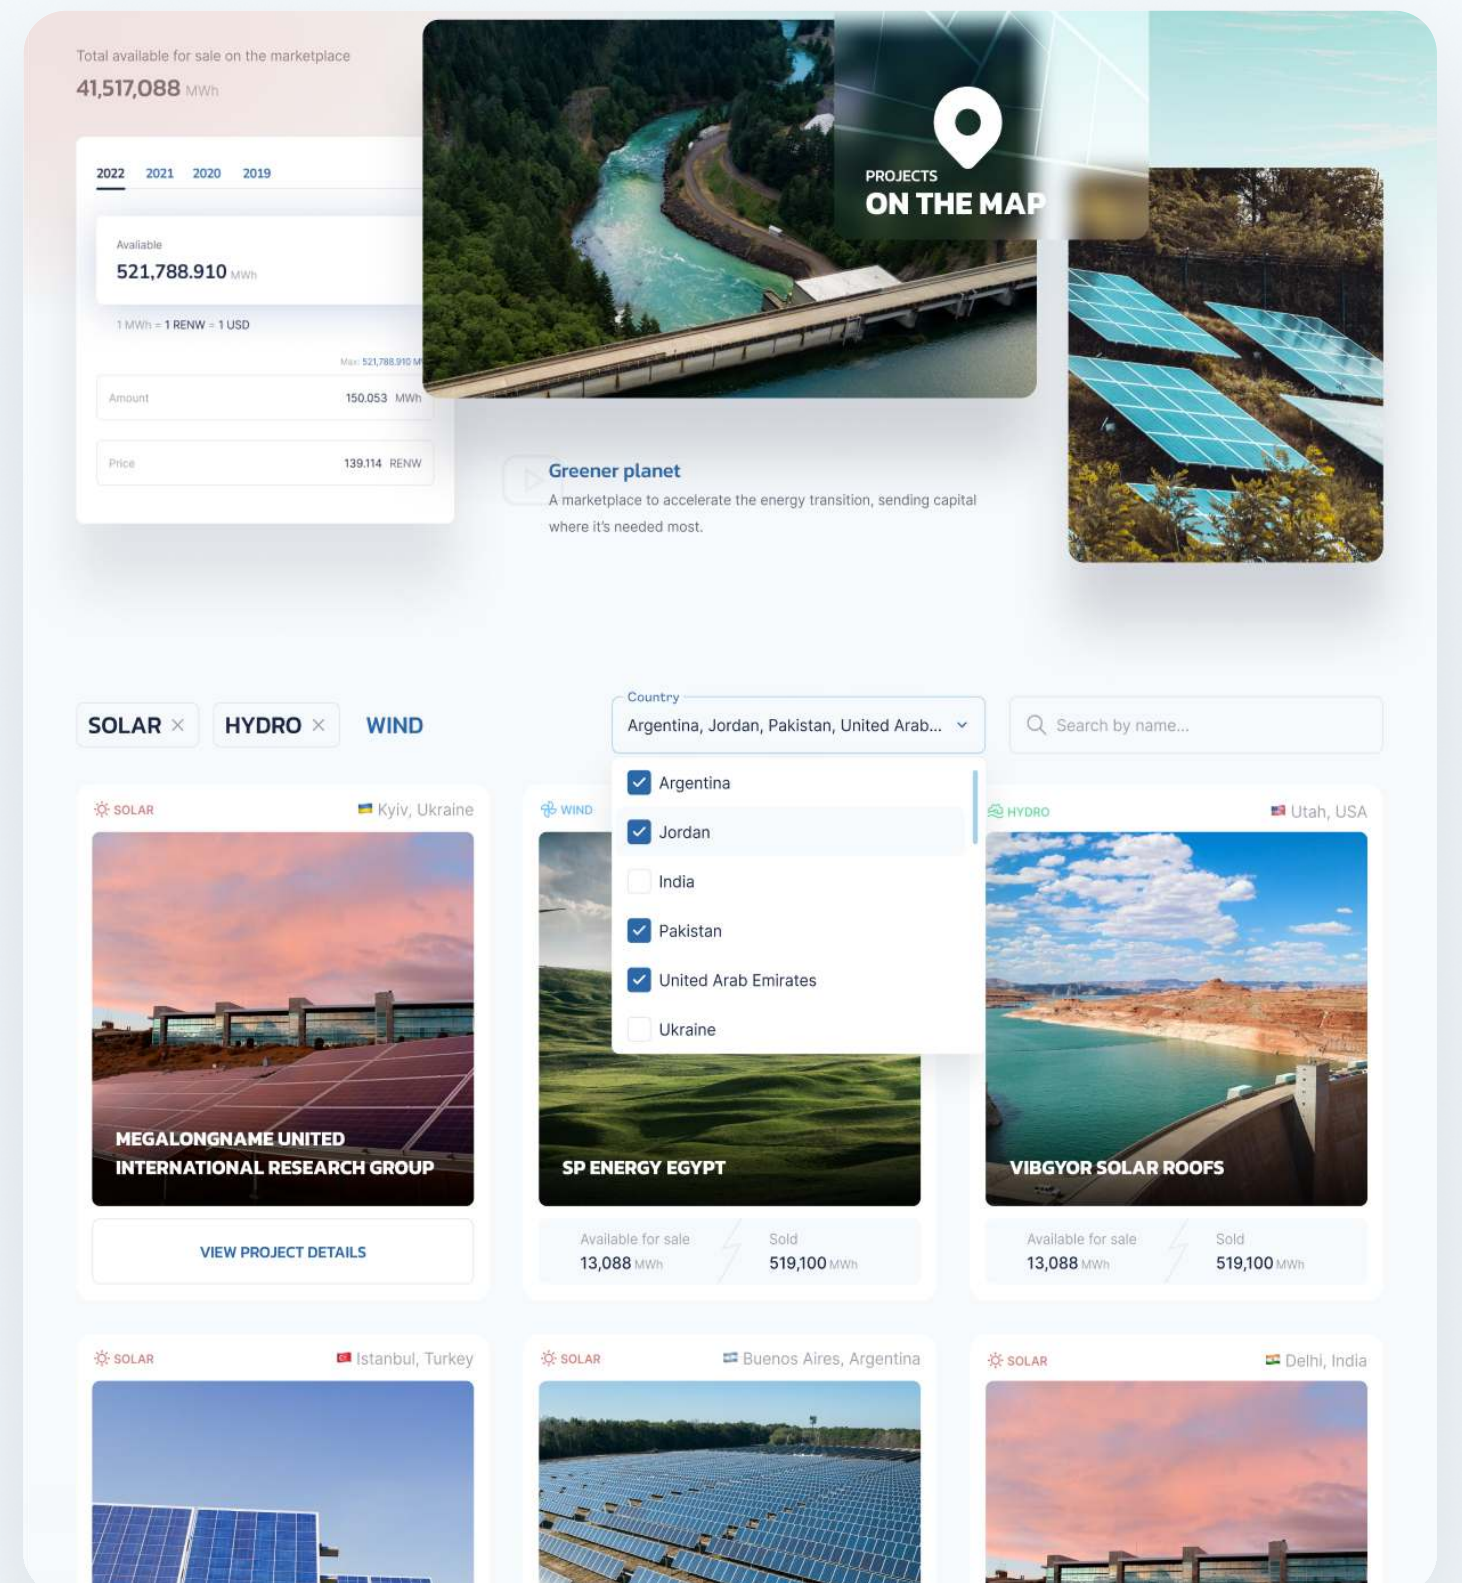 Total available for sale on the marketplace
41,517,088 MWh
2022 2021 2020 2019
Avaliable
521,788.910 MWh
1 MWh = 1 RENW = 1 USD
Max: 521,788.910
Amount 150.053 MWh
Price 139.114 RENW
PROJECTS
ON THE MAP
Greener planet
A marketplace to accelerate the energy transition, sending capital
where it's needed most.
SOLAR HYDRO WIND
Country
Argentina, Jordan, Pakistan, United Arab...
Search by name...
Argentina
Jordan
India
Pakistan
United Arab Emirates
Ukraine
SOLAR Kyiv, Ukraine
MEGALONGNAME UNITED
INTERNATIONAL RESEARCH GROUP
VIEW PROJECT DETAILS
WIND
SP ENERGY EGYPT
Available for sale Sold
13,088 MWh 519,100 MWh
HYDRO Utah, USA
VIBGYOR SOLAR ROOFS
Available for sale Sold
13,088 MWh 519,100 MWh
SOLAR Istanbul, Turkey
SOLAR Buenos Aires, Argentina
SOLAR Delhi, India